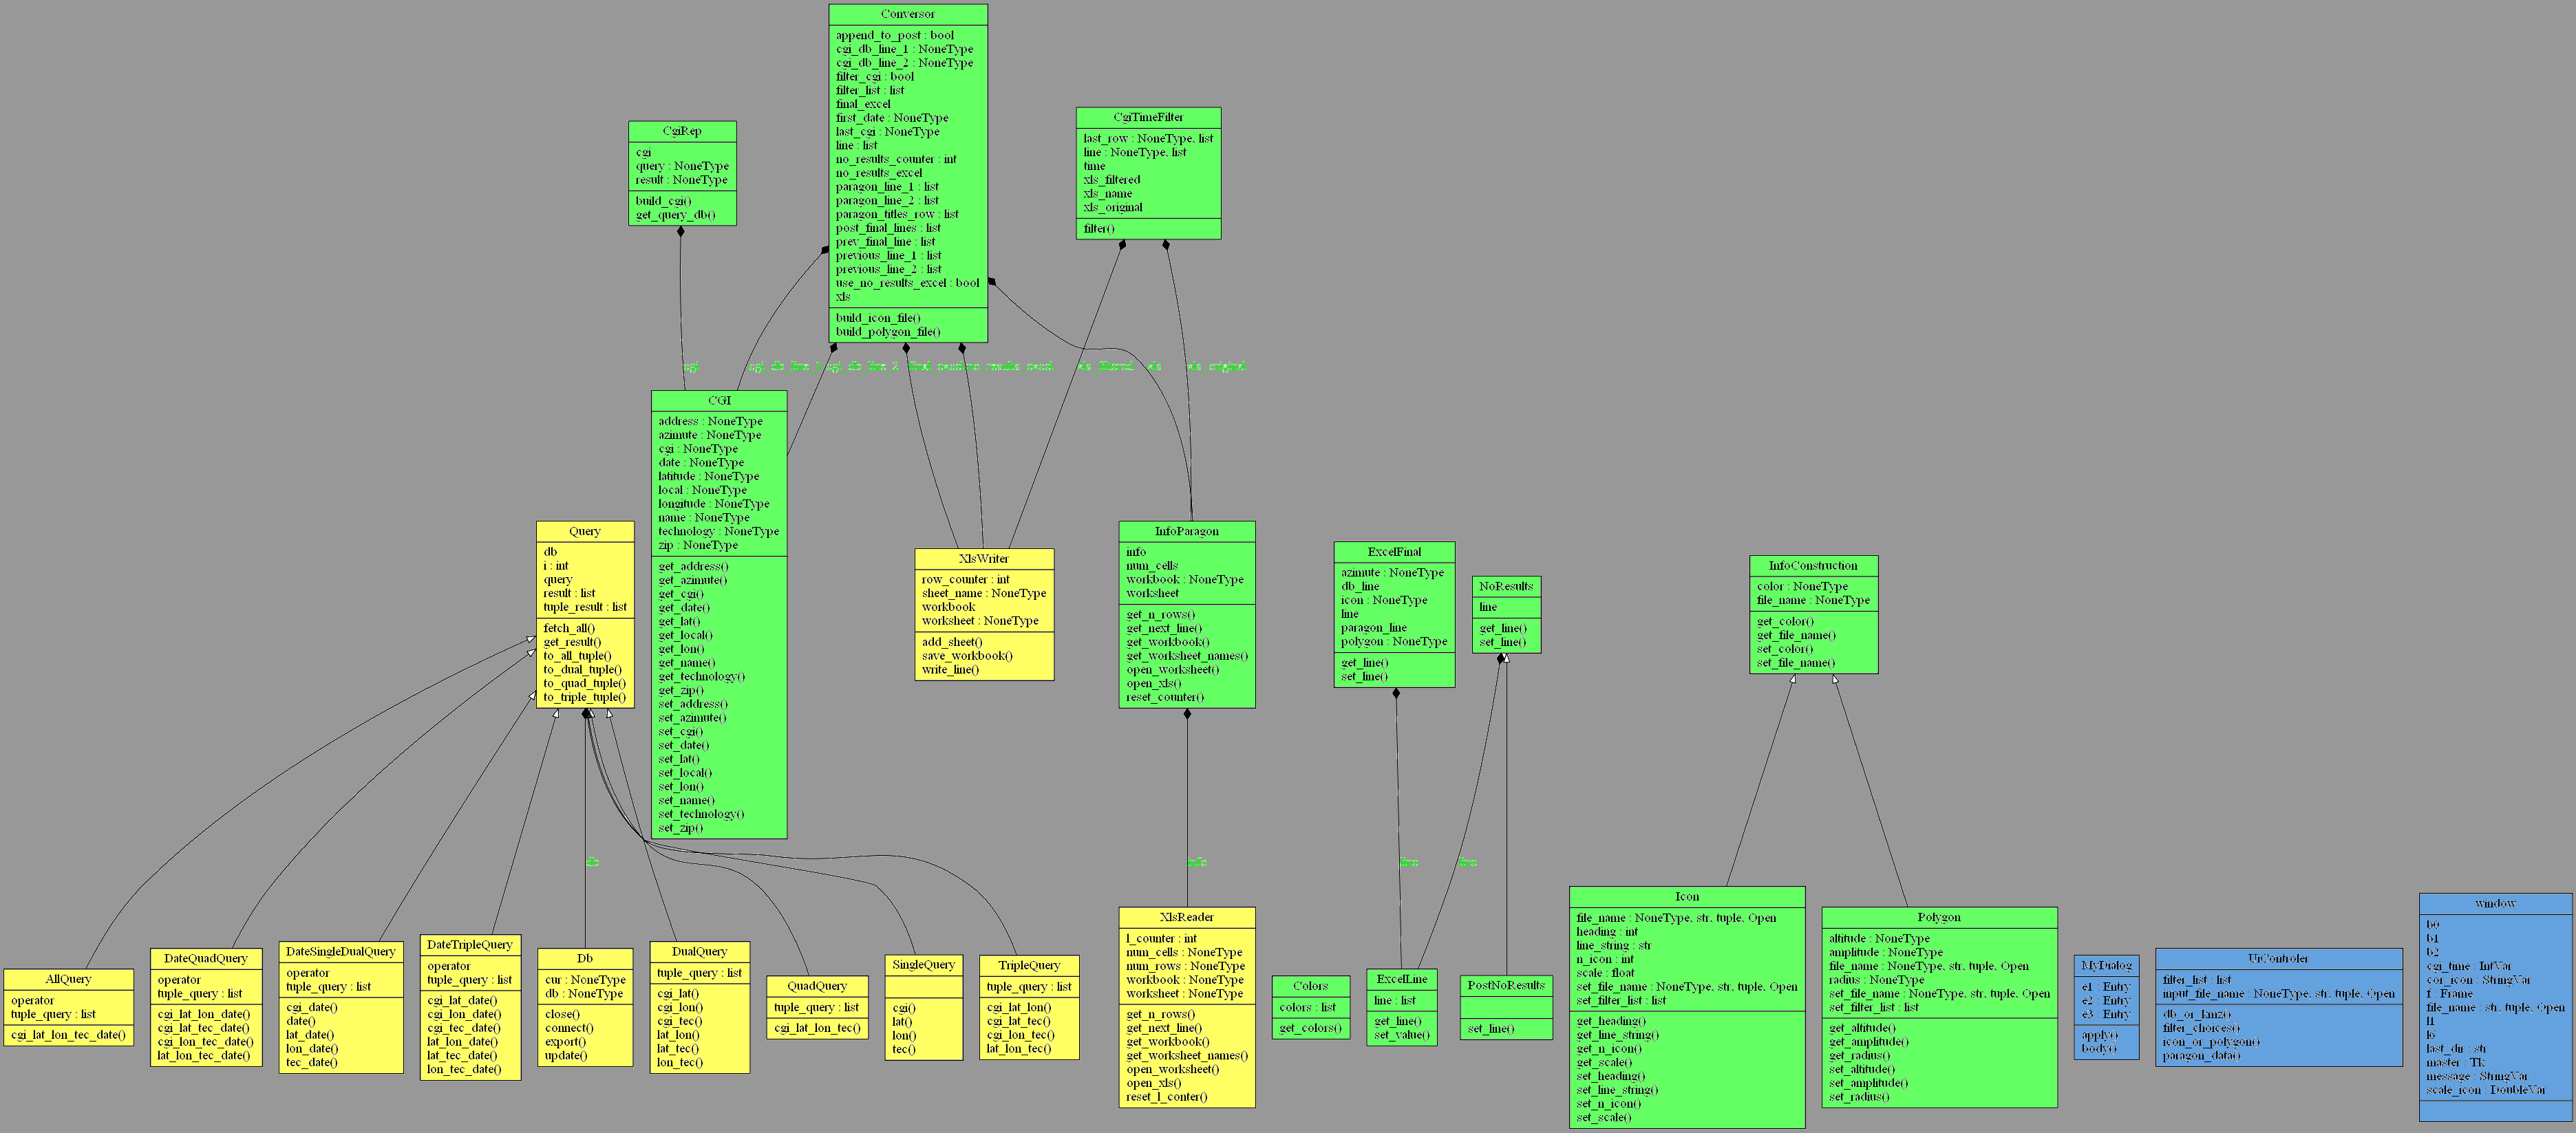 Conversor
append_to_post : bool
cgi_db_line_1 : NoneType
cgi_db_line_2 : NoneType
filter_cgi : bool
filter_list : list
final_excel
first_date : NoneType
last_cgi : NoneType
line : list
no_results_counter : int
no_results_excel
paragon_line_1 : list
paragon_line_2 : list
paragon_titles_row : list
post_final_lines : list
prev_final_line : list
previous_line_1 : list
previous_line_2 : list
use_no_results_excel : bool
xls
build_icon_file()
build_polygon_file()
CgiTimeFilter
last_row : NoneType, list
line : NoneType, list
time
xls_filtered
xls_name
xls_original
filter()
CgiRep
cgi
query : NoneType
result : NoneType
build_cgi()
get_query_db()
cgi
cgi_db_line_1
cgi_db_line_2
final_excel
no_results_excel
xls_filtered
xls
xls_original
CGI
address : NoneType
azimute : NoneType
cgi : NoneType
date : NoneType
latitude : NoneType
local : NoneType
longitude : NoneType
name : NoneType
technology : NoneType
zip : NoneType
get_address()
get_azimute()
get_cgi()
get_date()
get_lat()
get_local()
get_lon()
get_name()
get_technology()
get_zip()
set_address()
set_azimute()
set_cgi()
set_date()
set_lat()
set_local()
set_lon()
set_name()
set_technology()
set_zip()
Query
db
i : int
query
result : list
tuple_result : list
fetch_all()
get_result()
to_all_tuple()
to_dual_tuple()
to_quad_tuple()
to_triple_tuple()
XlsWriter
row_counter : int
sheet_name : NoneType
workbook
worksheet : NoneType
add_sheet()
save_workbook()
write_line()
InfoParagon
info
num_cells
workbook : NoneType
worksheet
get_n_rows()
get_next_line()
get_workbook()
get_worksheet_names()
open_worksheet()
open_xls()
reset_counter()
ExcelFinal
azimute : NoneType
db_line
icon : NoneType
line
paragon_line
polygon : NoneType
get_line()
set_line()
NoResults
line
get_line()
set_line()
InfoConstruction
color : NoneType
file_name : NoneType
get_color()
get_file_name()
set_color()
set_file_name()
db
info
line
line
AllQuery
operator
tuple_query : list
cgi_lat_lon_tec_date()
DateQuadQuery
operator
tuple_query : list
cgi_lat_lon_date()
cgi_lat_tec_date()
cgi_lon_tec_date()
lat_lon_tec_date()
DateSingleDualQuery
operator
tuple_query : list
cgi_date()
date()
lat_date()
lon_date()
tec_date()
DateTripleQuery
operator
tuple_query : list
cgi_lat_date()
cgi_lon_date()
cgi_tec_date()
lat_lon_date()
lat_tec_date()
lon_tec_date()
Db
cur : NoneType
db : NoneType
close()
connect()
export()
update()
DualQuery
tuple_query : list
cgi_lat()
cgi_lon()
cgi_tec()
lat_lon()
lat_tec()
lon_tec()
QuadQuery
tuple_query : list
cgi_lat_lon_tec()
SingleQuery
cgi()
lat()
lon()
tec()
TripleQuery
tuple_query : list
cgi_lat_lon()
cgi_lat_tec()
cgi_lon_tec()
lat_lon_tec()
XlsReader
l_counter : int
num_cells : NoneType
num_rows : NoneType
workbook : NoneType
worksheet : NoneType
get_n_rows()
get_next_line()
get_workbook()
get_worksheet_names()
open_worksheet()
open_xls()
reset_l_conter()
Colors
colors : list
get_colors()
ExcelLine
line : list
get_line()
set_value()
PostNoResults
set_line()
Icon
file_name : NoneType, str, tuple, Open
heading : int
line_string : str
n_icon : int
scale : float
set_file_name : NoneType, str, tuple, Open
set_filter_list : list
get_heading()
get_line_string()
get_n_icon()
get_scale()
set_heading()
set_line_string()
set_n_icon()
set_scale()
Polygon
altitude : NoneType
amplitude : NoneType
file_name : NoneType, str, tuple, Open
radius : NoneType
set_file_name : NoneType, str, tuple, Open
set_filter_list : list
get_altitude()
get_amplitude()
get_radius()
set_altitude()
set_amplitude()
set_radius()
MyDialog
e1 : Entry
e2 : Entry
e3 : Entry
apply()
body()
UiControler
filter_list : list
input_file_name : NoneType, str, tuple, Open
db_or_kmz()
filter_choices()
icon_or_polygon()
paragon_data()
window
b0
b1
b2
cgi_time : IntVar
cor_icon : StringVar
f : Frame
file_name : str, tuple, Open
l1
l6
last_dir : str
master : Tk
message : StringVar
scale_icon : DoubleVar